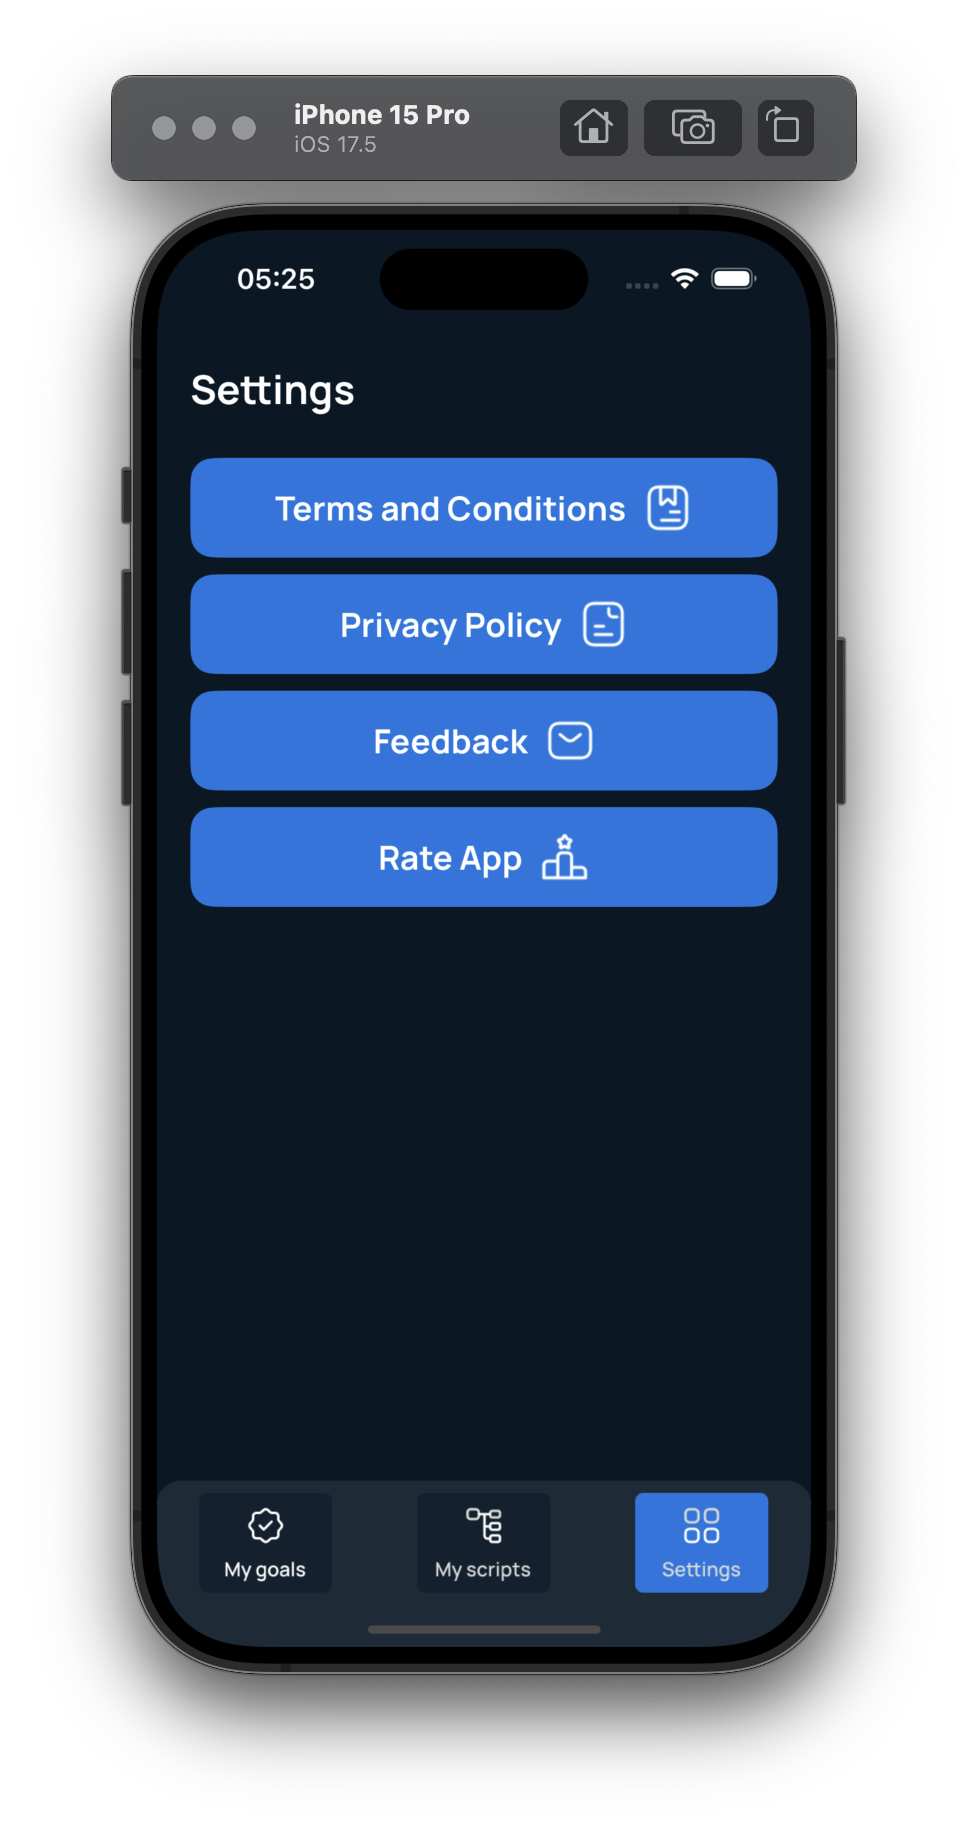 iPhone 15 Pro
iOS 17.5
05:25
Settings
Terms and Conditions
Privacy Policy
Feedback
Rate App
My goals
My scripts
Settings